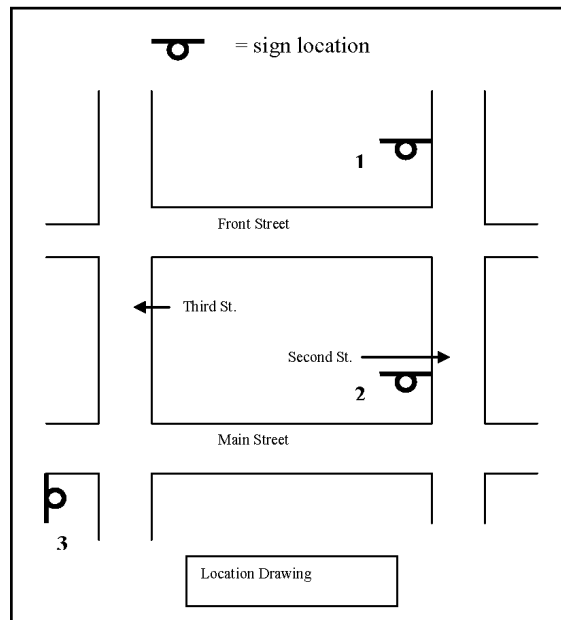 = sign location
1
Front Street
Third St.
Second St.
2
Main Street
3
Location Drawing